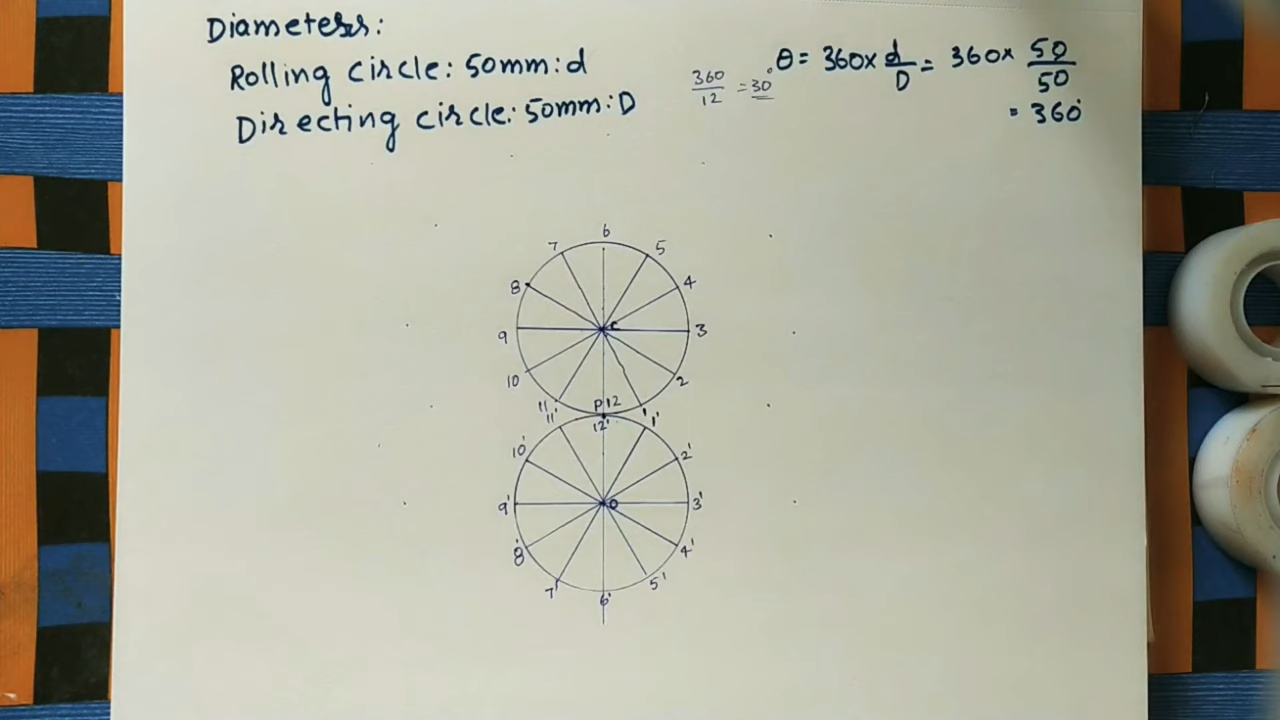 Diameters:
Rolling circle: 50mm: d
Directing circle: 50mm: D
360/12 = 30°
θ = 360 × d/D = 360 × 50/50
= 360°
6
7 5
8 4
C
9 3
10 2
11 P 12 1
11' 12' 1'
10' 2'
9' O 3'
8' 4'
7' 5'
6'